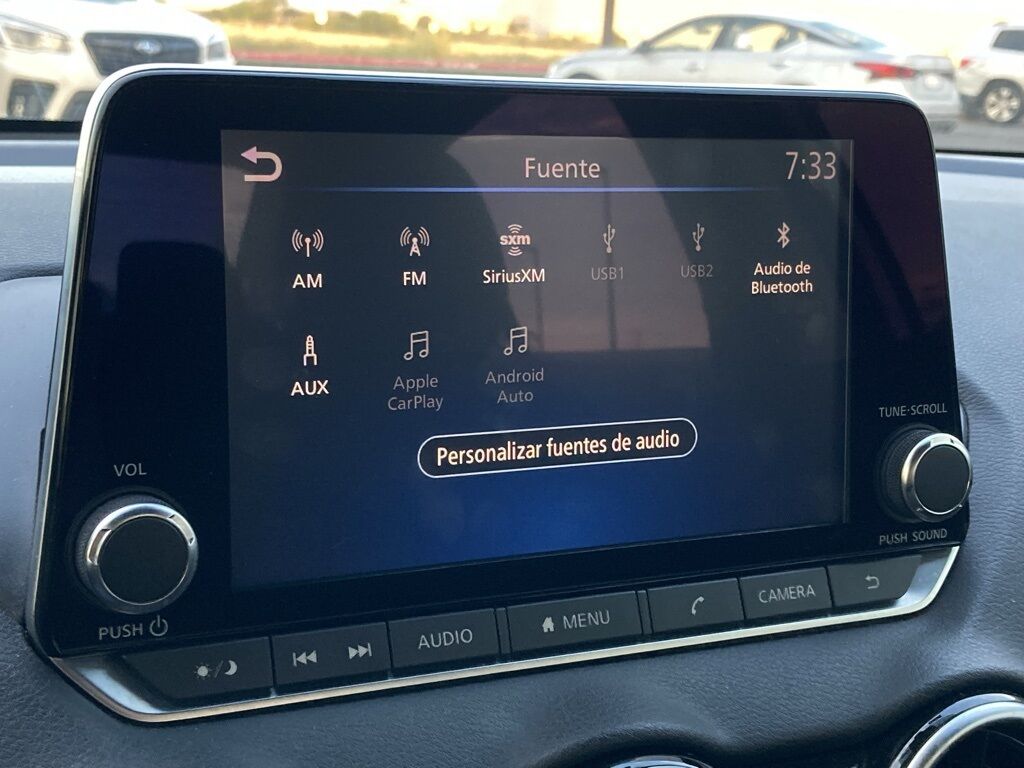 Fuente
7:33
AM
FM
sxm
SiriusXM
USB1
USB2
Audio de
Bluetooth
AUX
Apple
CarPlay
Android
Auto
Personalizar fuentes de audio
VOL
PUSH
TUNE·SCROLL
PUSH SOUND
AUDIO
MENU
CAMERA